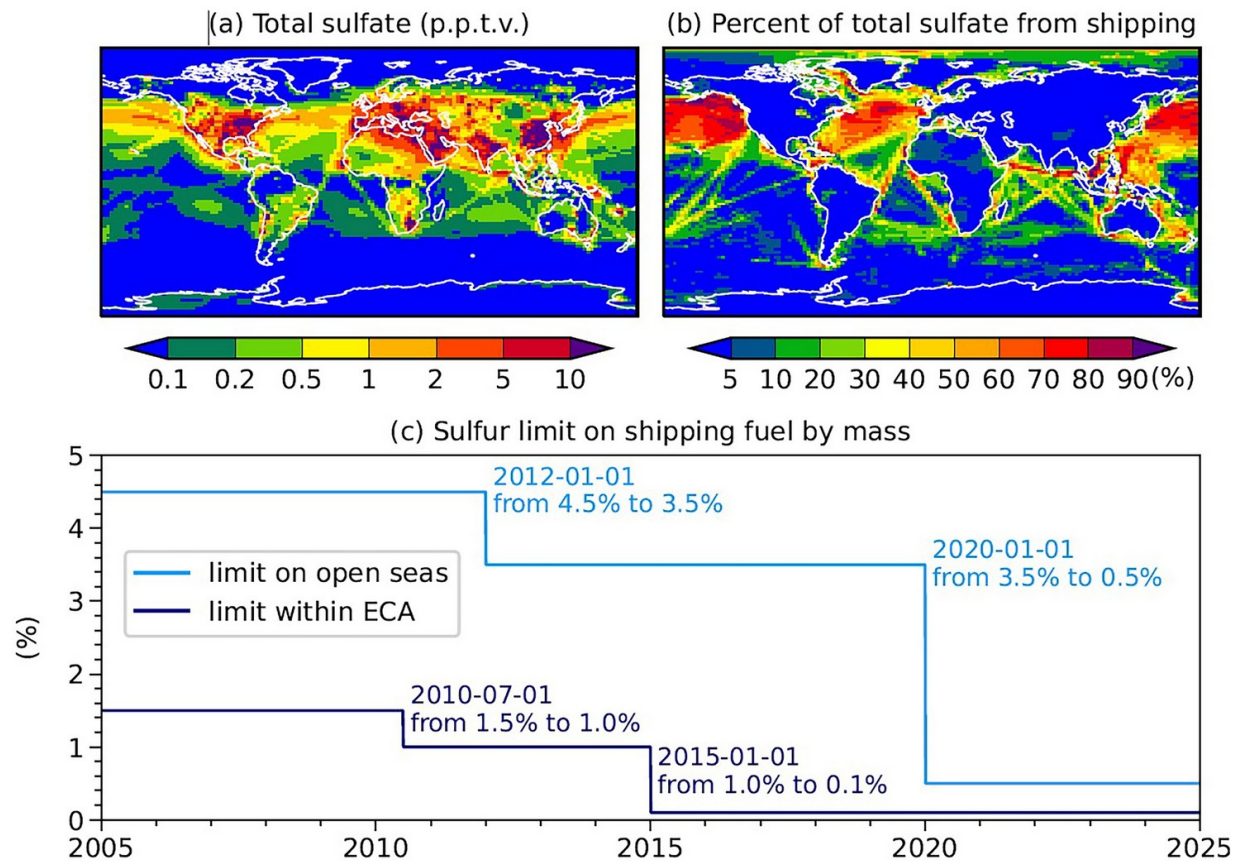 (a) Total sulfate (p.p.t.v.)
(b) Percent of total sulfate from shipping
0.1 0.2 0.5 1 2 5 10
5 10 20 30 40 50 60 70 80 90(%)
(c) Sulfur limit on shipping fuel by mass
5
4
3
2
1
0
(%)
2012-01-01
from 4.5% to 3.5%
2020-01-01
from 3.5% to 0.5%
limit on open seas
limit within ECA
2010-07-01
from 1.5% to 1.0%
2015-01-01
from 1.0% to 0.1%
2005 2010 2015 2020 2025